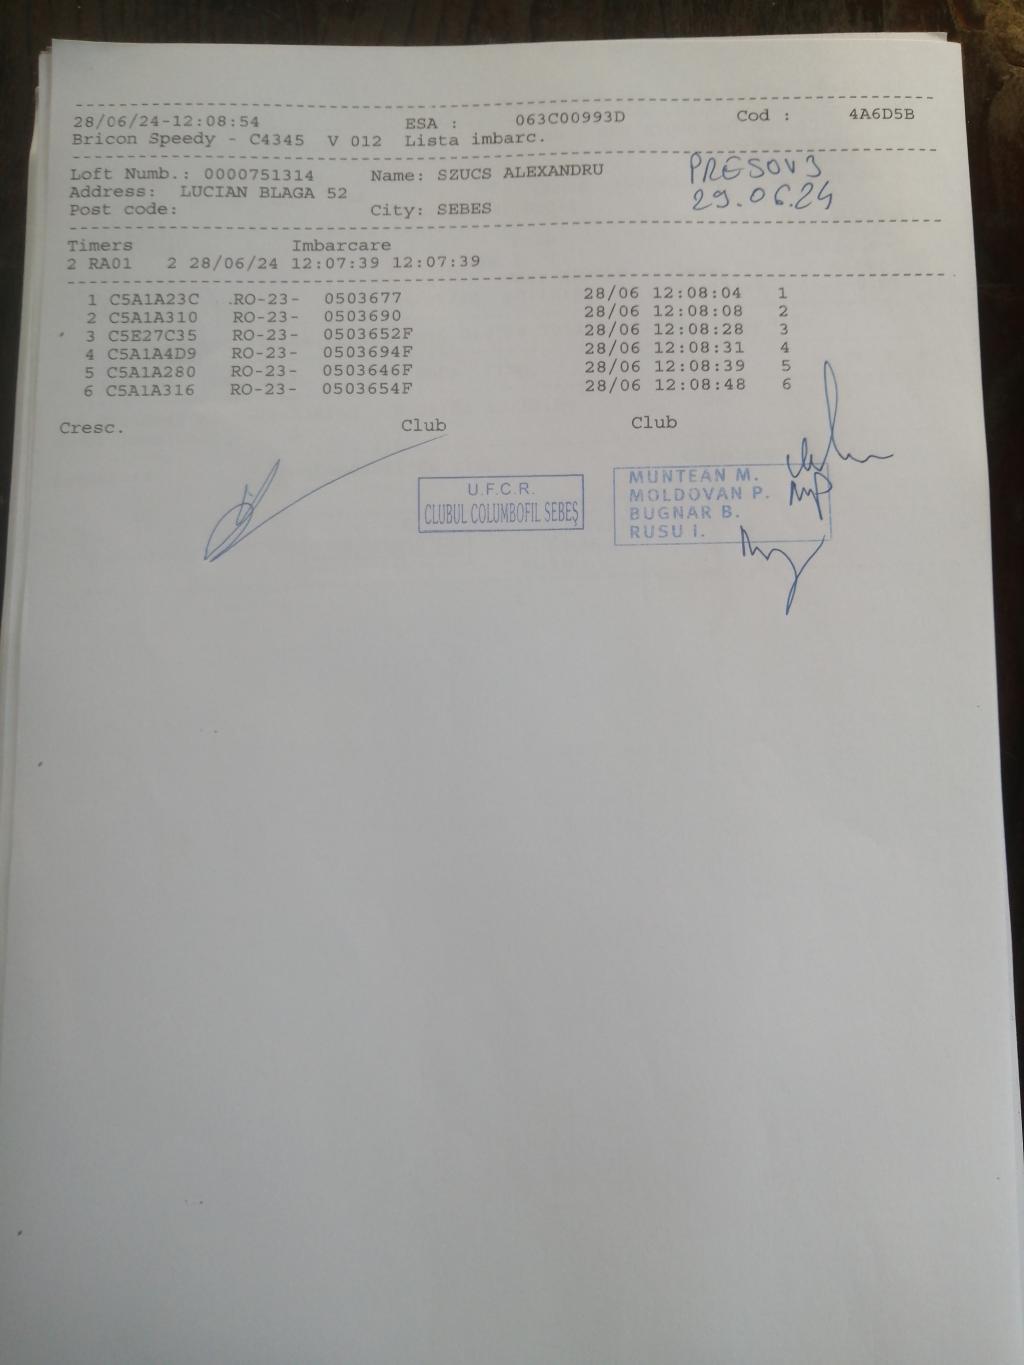 28/06/24-12:08:54 ESA : 063C00993D Cod : 4A6D5B
Bricon Speedy - C4345 V 012 Lista imbarc.
Loft Numb.: 0000751314 Name: SZUCS ALEXANDRU
Address: LUCIAN BLAGA 52
Post code: City: SEBES
PRESOV 3
29.06.24
Timers Imbarcare
2 RA01 2 28/06/24 12:07:39 12:07:39
1 C5A1A23C .RO-23- 0503677 28/06 12:08:04 1
2 C5A1A310 RO-23- 0503690 28/06 12:08:08 2
3 C5E27C35 RO-23- 0503652F 28/06 12:08:28 3
4 C5A1A4D9 RO-23- 0503694F 28/06 12:08:31 4
5 C5A1A280 RO-23- 0503646F 28/06 12:08:39 5
6 C5A1A316 RO-23- 0503654F 28/06 12:08:48 6
Cresc. Club Club
U.F.C.R.
CLUBUL COLUMBOFIL SEBEŞ
MUNTEAN M.
MOLDOVAN P.
BUGNAR B.
RUSU I.